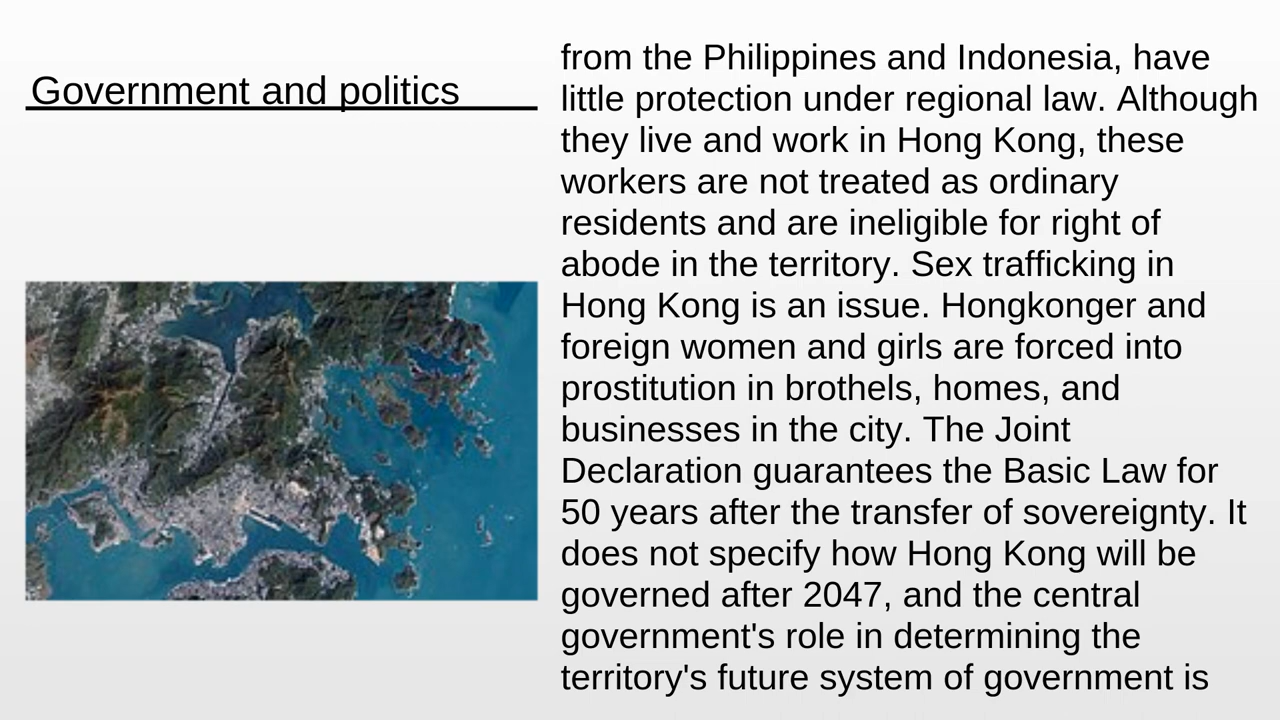 Government and politics
from the Philippines and Indonesia, have
little protection under regional law. Although
they live and work in Hong Kong, these
workers are not treated as ordinary
residents and are ineligible for right of
abode in the territory. Sex trafficking in
Hong Kong is an issue. Hongkonger and
foreign women and girls are forced into
prostitution in brothels, homes, and
businesses in the city. The Joint
Declaration guarantees the Basic Law for
50 years after the transfer of sovereignty. It
does not specify how Hong Kong will be
governed after 2047, and the central
government's role in determining the
territory's future system of government is